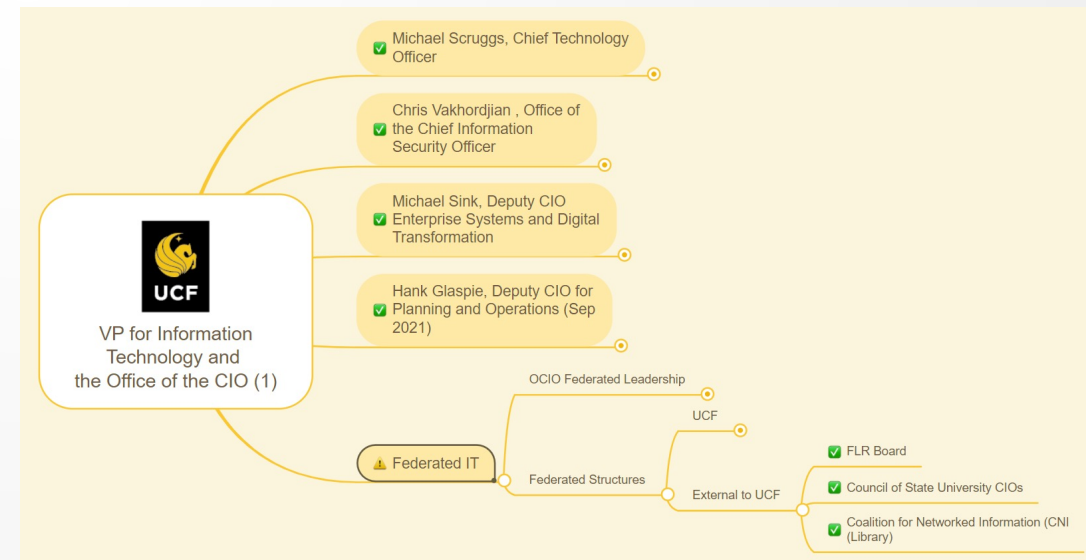 Michael Scruggs, Chief Technology
Officer
Chris Vakhordjian , Office of
the Chief Information
Security Officer
Michael Sink, Deputy CIO
Enterprise Systems and Digital
Transformation
Hank Glaspie, Deputy CIO for
Planning and Operations (Sep
2021)
UCF
VP for Information
Technology and
the Office of the CIO (1)
Federated IT
OCIO Federated Leadership
Federated Structures
UCF
External to UCF
FLR Board
Council of State University CIOs
Coalition for Networked Information (CNI
(Library)